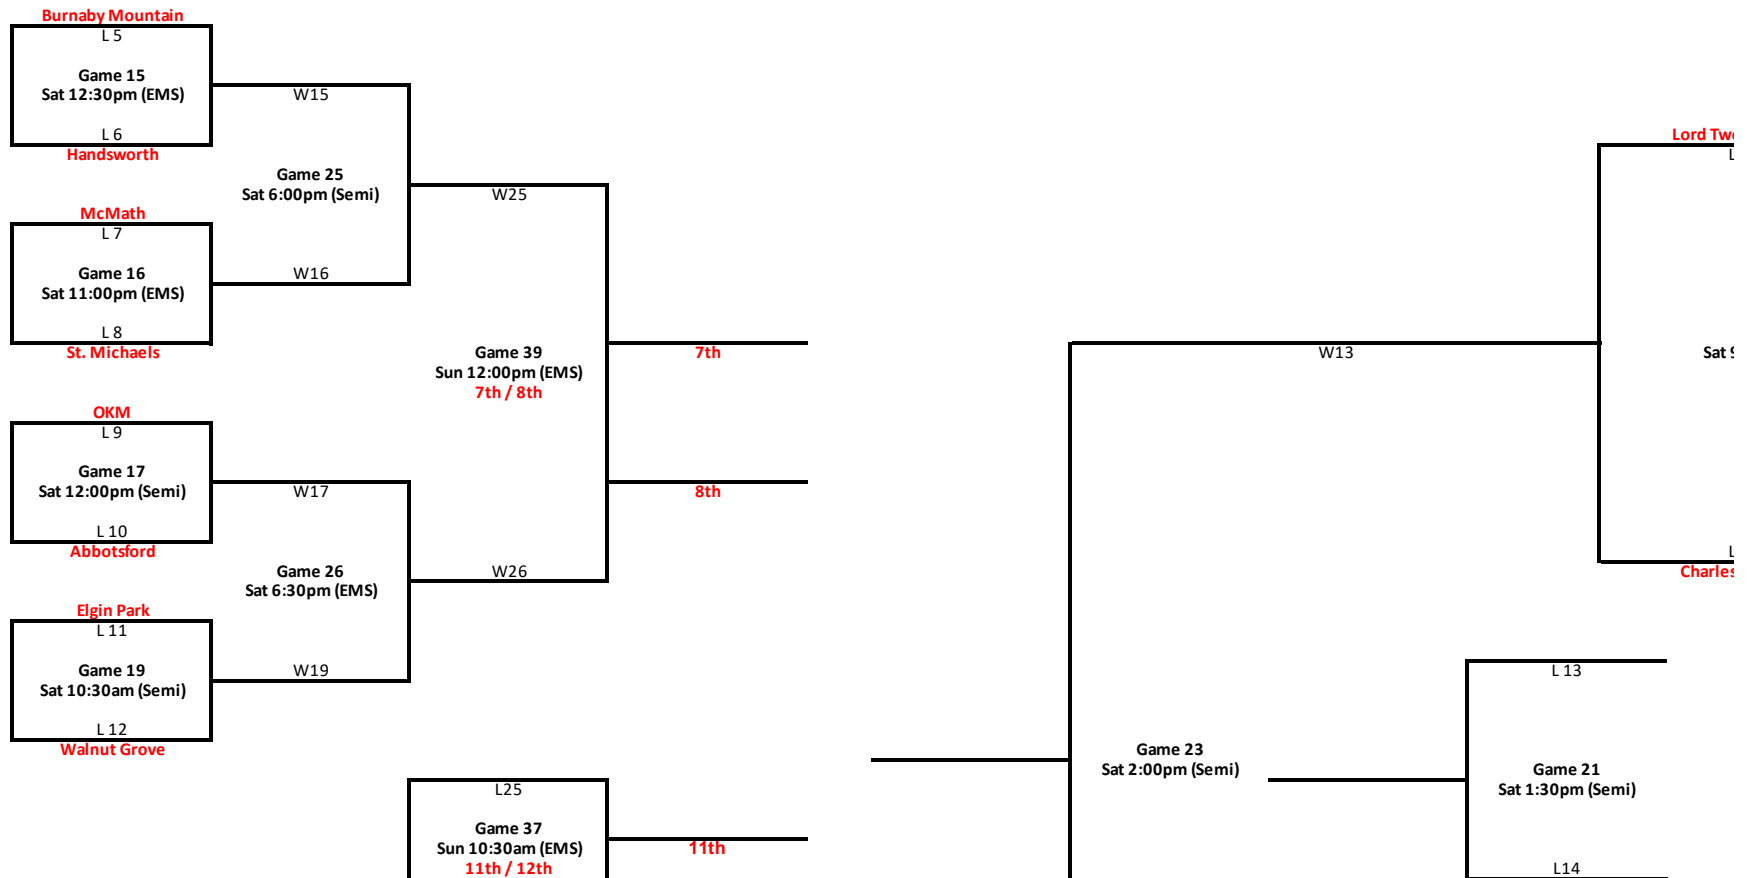 Burnaby Mountain
L 5
Game 15
Sat 12:30pm (EMS)
L 6
Handsworth
W15
Game 25
Sat 6:00pm (Semi)
McMath
L 7
Game 16
Sat 11:00pm (EMS)
L 8
St. Michaels
W16
W25
Game 39
Sun 12:00pm (EMS)
7th / 8th
7th
8th
OKM
L 9
Game 17
Sat 12:00pm (Semi)
L 10
Abbotsford
W17
Game 26
Sat 6:30pm (EMS)
W26
Elgin Park
L 11
Game 19
Sat 10:30am (Semi)
L 12
Walnut Grove
W19
L25
Game 37
Sun 10:30am (EMS)
11th / 12th
11th
Lord
L
W13
Sat
L
Charles
Game 23
Sat 2:00pm (Semi)
L 13
Game 21
Sat 1:30pm (Semi)
L14